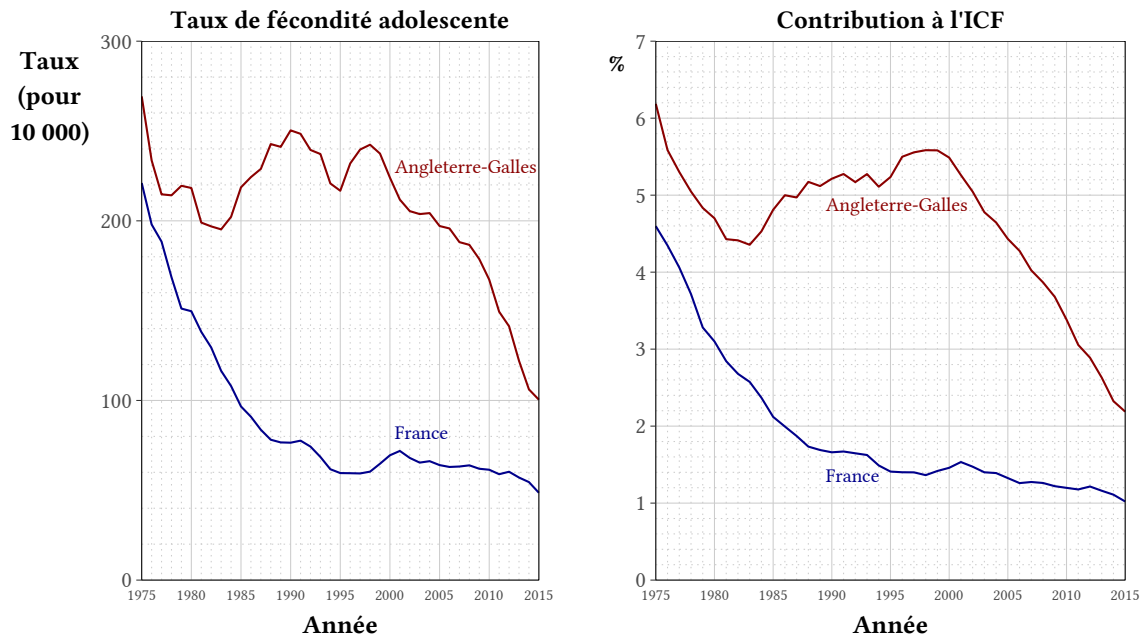 Taux de fécondité adolescente
Taux
(pour
10 000)
300
200
100
0
Angleterre-Galles
France
1975 1980 1985 1990 1995 2000 2005 2010 2015
Année
Contribution à l'ICF
%
7
6
5
4
3
2
1
0
Angleterre-Galles
France
1975 1980 1985 1990 1995 2000 2005 2010 2015
Année